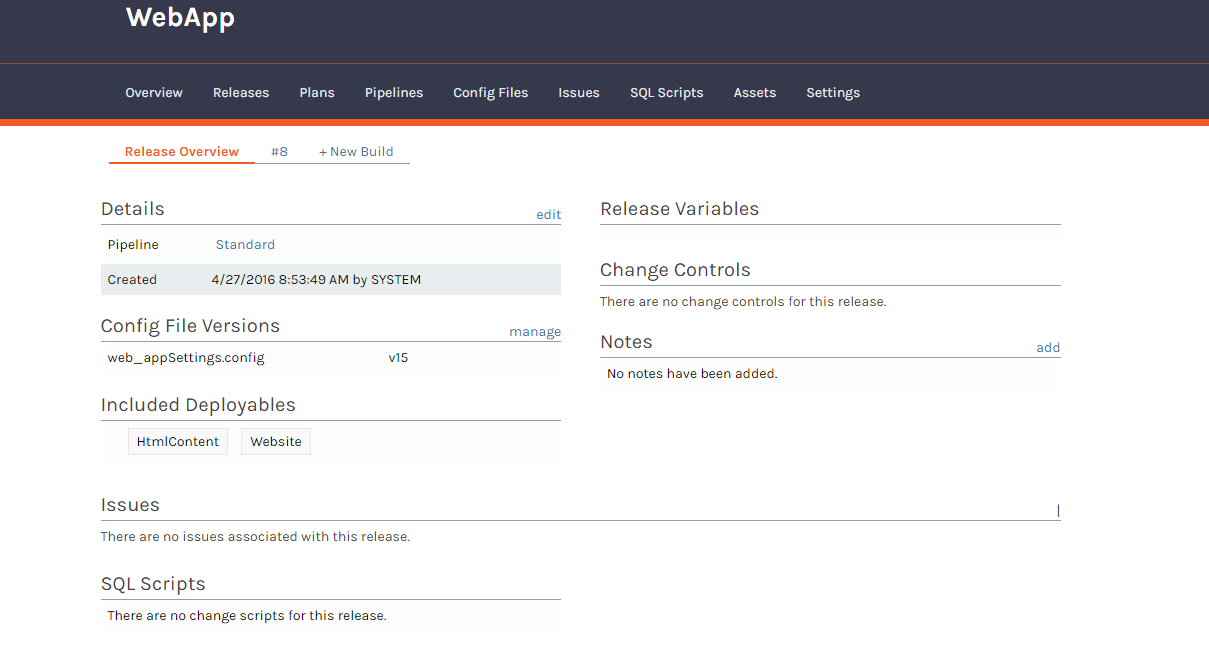 WebApp
Overview Releases Plans Pipelines Config Files Issues SQL Scripts Assets Settings
Release Overview #8 + New Build
Details edit
Pipeline Standard
Created 4/27/2016 8:53:49 AM by SYSTEM
Config File Versions manage
web_appSettings.config v15
Included Deployables
HtmlContent Website
Release Variables
Change Controls
There are no change controls for this release.
Notes add
No notes have been added.
Issues |
There are no issues associated with this release.
SQL Scripts
There are no change scripts for this release.